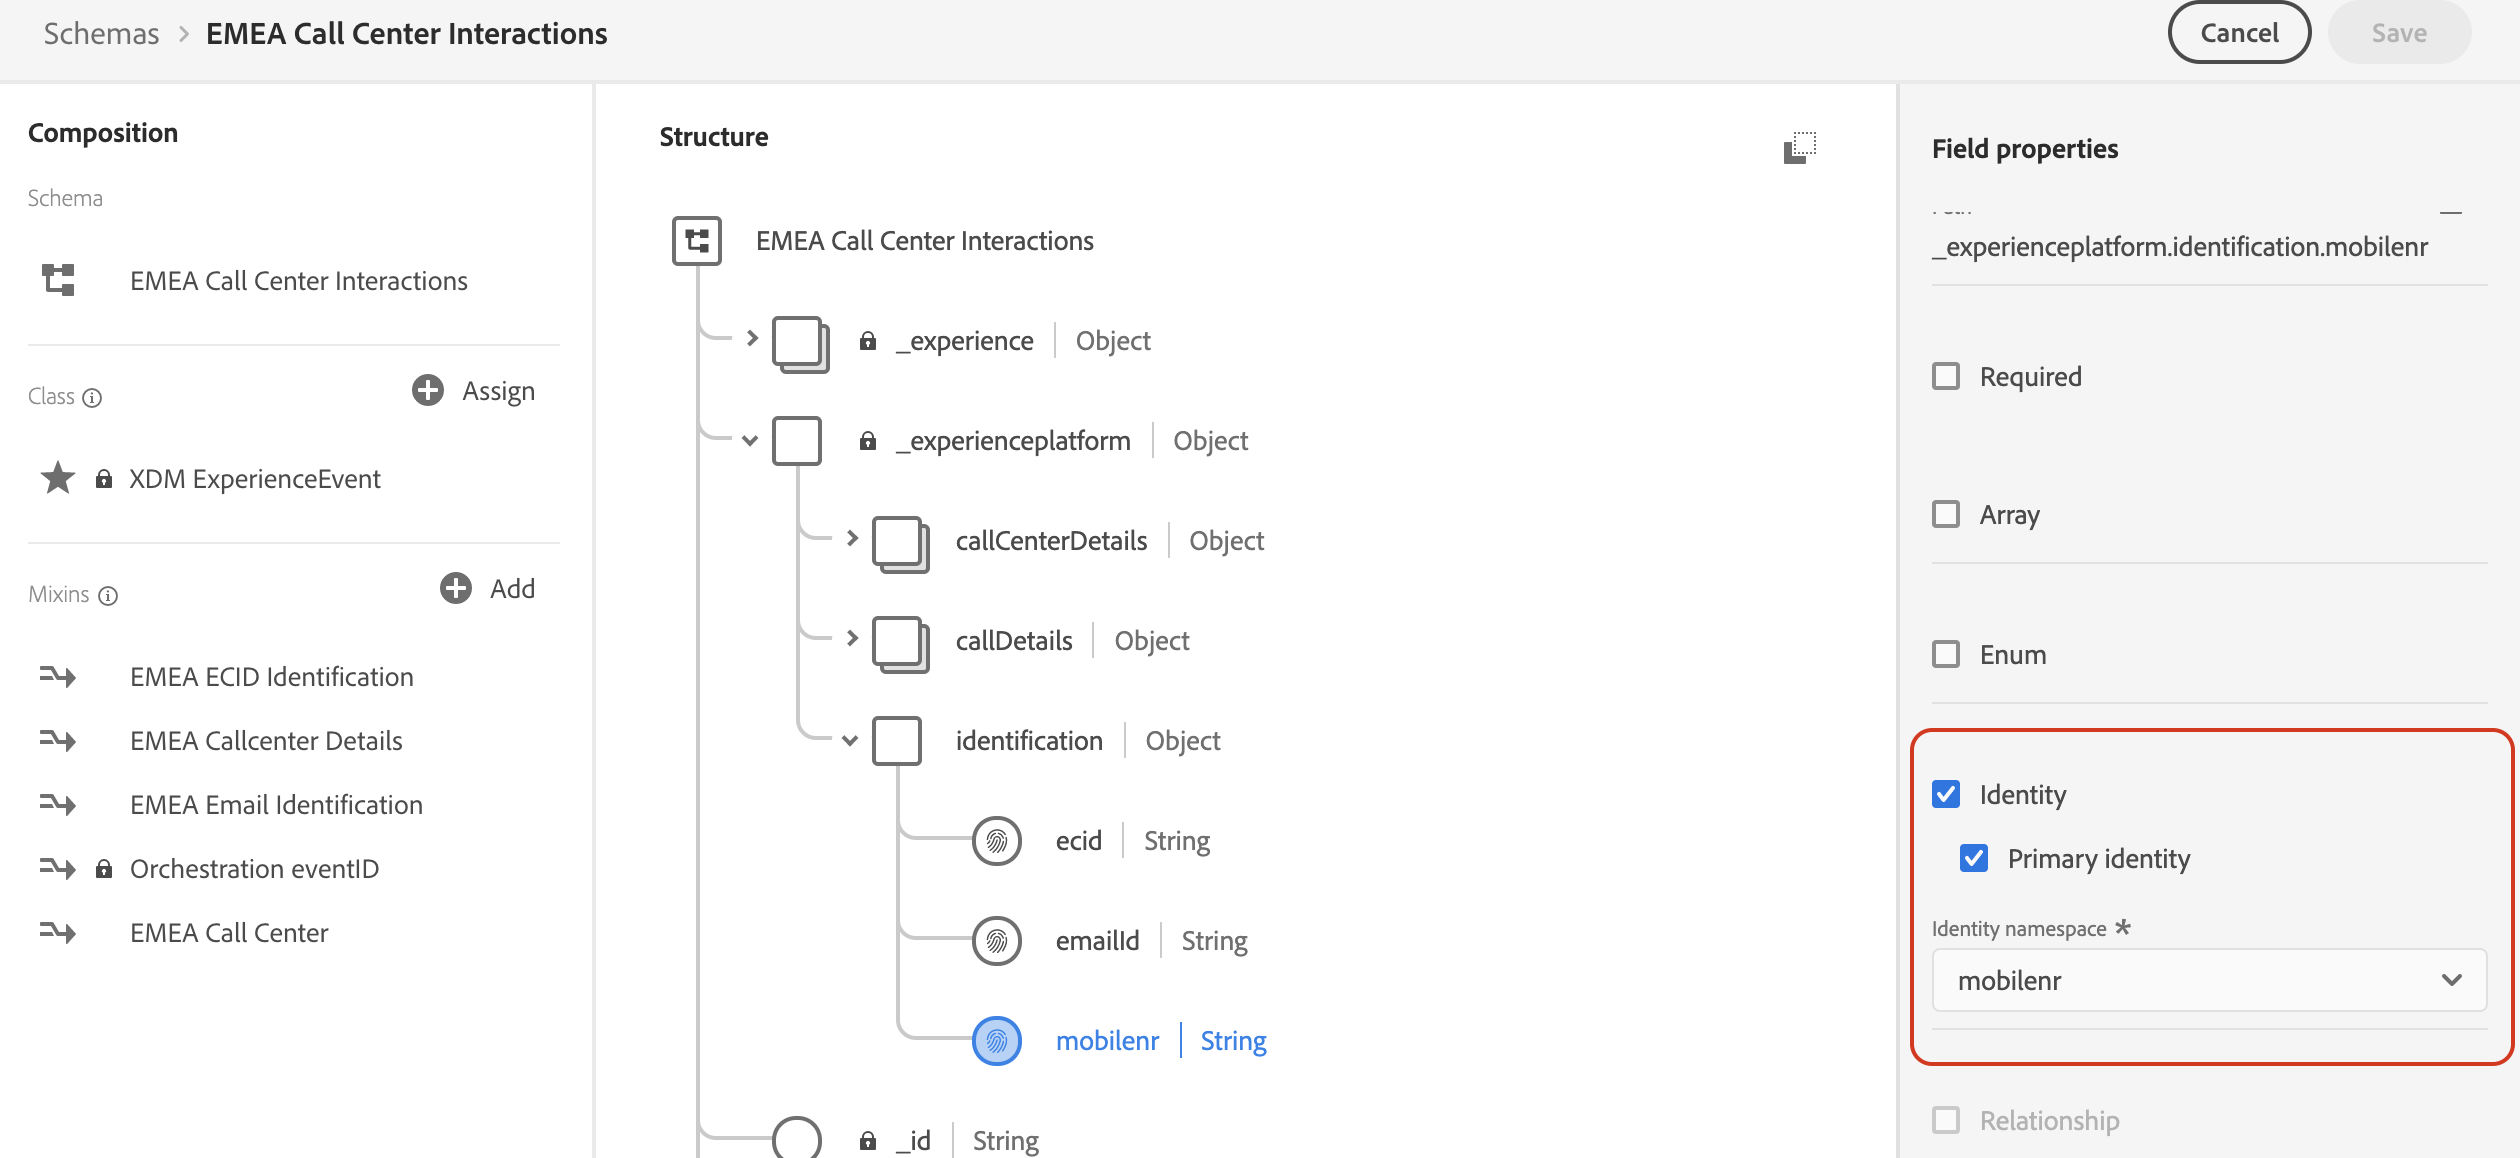 Schemas > EMEA Call Center Interactions
Cancel
Save
Composition
Schema
EMEA Call Center Interactions
Class
Assign
XDM ExperienceEvent
Mixins
Add
EMEA ECID Identification
EMEA Callcenter Details
EMEA Email Identification
Orchestration eventID
EMEA Call Center
Structure
EMEA Call Center Interactions
_experience | Object
_experienceplatform | Object
callCenterDetails | Object
callDetails | Object
identification | Object
ecid | String
emailId | String
mobilenr | String
_id | String
Field properties
_experienceplatform.identification.mobilenr
Required
Array
Enum
Identity
Primary identity
Identity namespace *
mobilenr
Relationship